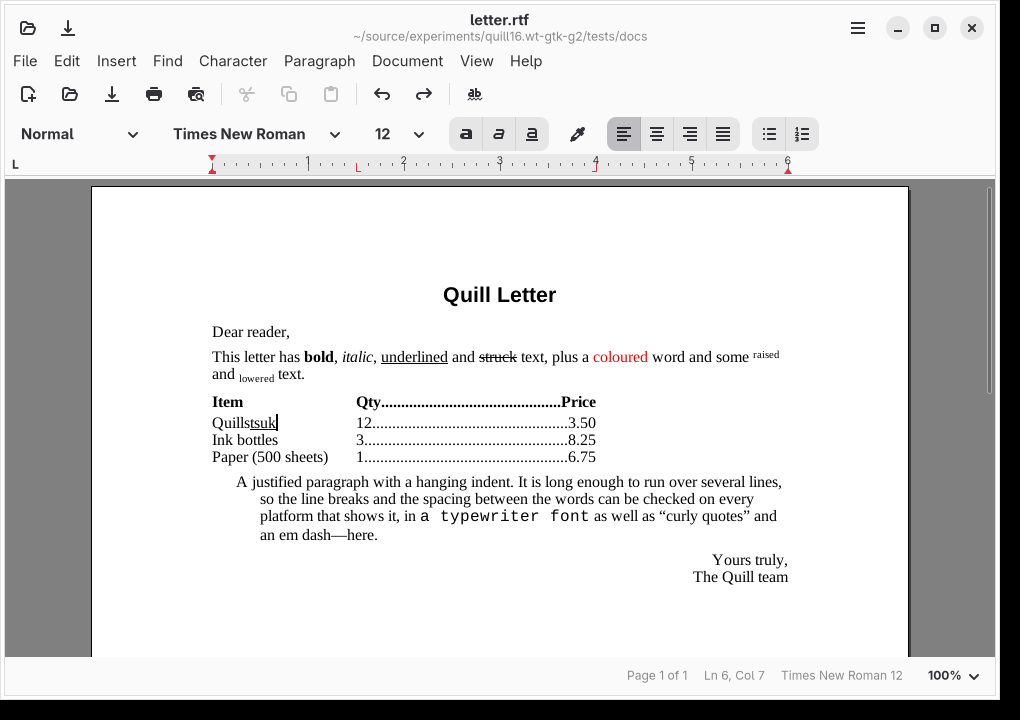 letter.rtf
~/source/experiments/quill16.wt-gtk-g2/tests/docs
File Edit Insert Find Character Paragraph Document View Help
Normal Times New Roman 12 a a a
L 1 2 3 4 5 6
Quill Letter
Dear reader,
This letter has bold, italic, underlined and struck text, plus a coloured word and some raised
and lowered text.
Item Qty.............................................Price
Quillstsuk 12.................................................3.50
Ink bottles 3...................................................8.25
Paper (500 sheets) 1...................................................6.75
A justified paragraph with a hanging indent. It is long enough to run over several lines,
so the line breaks and the spacing between the words can be checked on every
platform that shows it, in a typewriter font as well as “curly quotes” and
an em dash—here.
Yours truly,
The Quill team
Page 1 of 1 Ln 6, Col 7 Times New Roman 12 100%